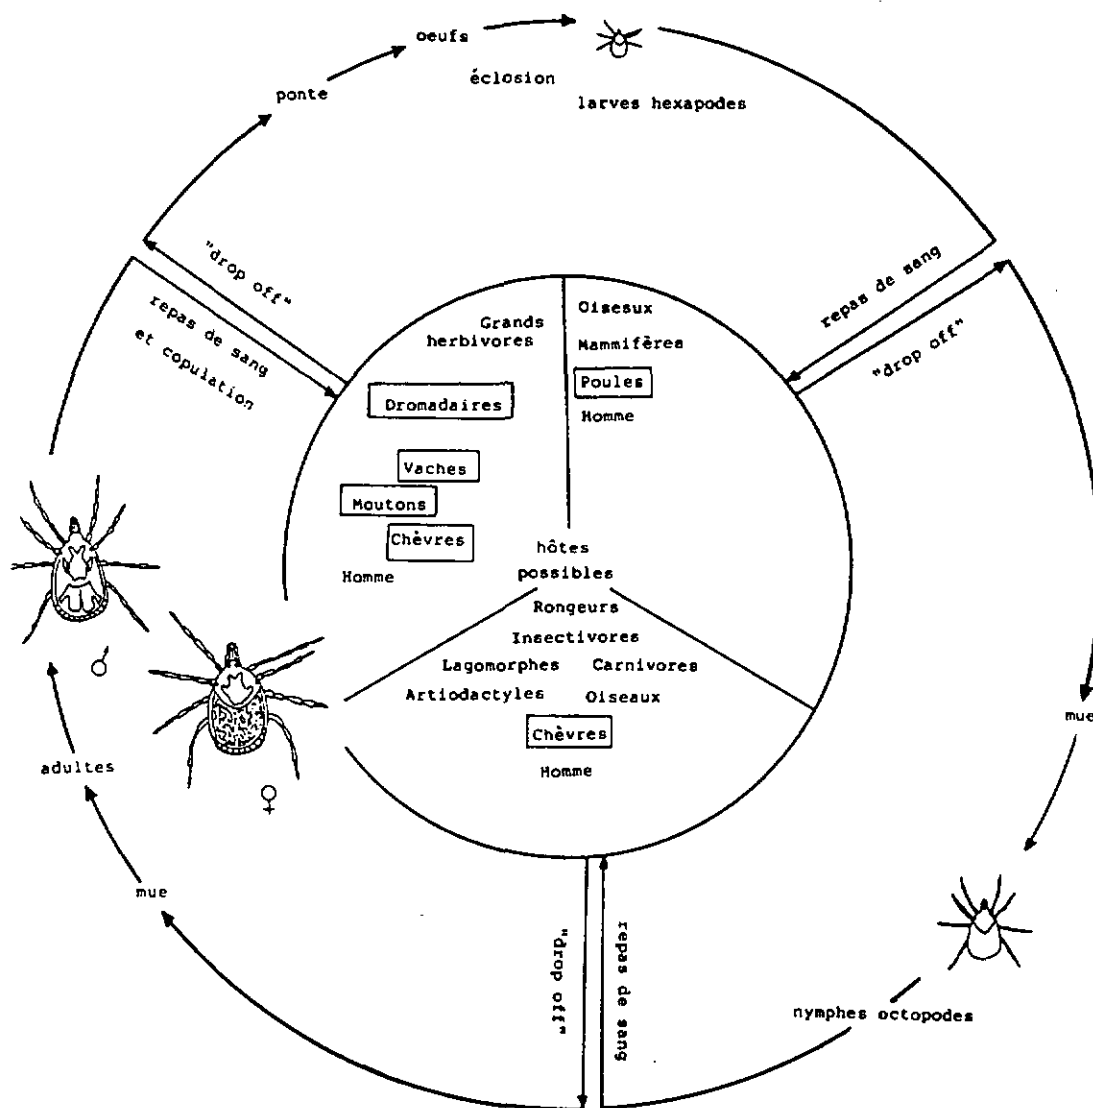 oeufs
éclosion
ponte
larves hexapodes
"drop off"
repas de sang
et copulation
repas de sang
"drop off"
Grands
herbivores
Dromadaires
Vaches
Moutons
Chèvres
Homme
Oiseaux
Mammifères
Poules
Homme
hôtes
possibles
Rongeurs
Insectivores
Lagomorphes Carnivores
Artiodactyles Oiseaux
Chèvres
Homme
♂
♀
adultes
mue
mue
"drop off"
repas de sang
nymphes octopodes